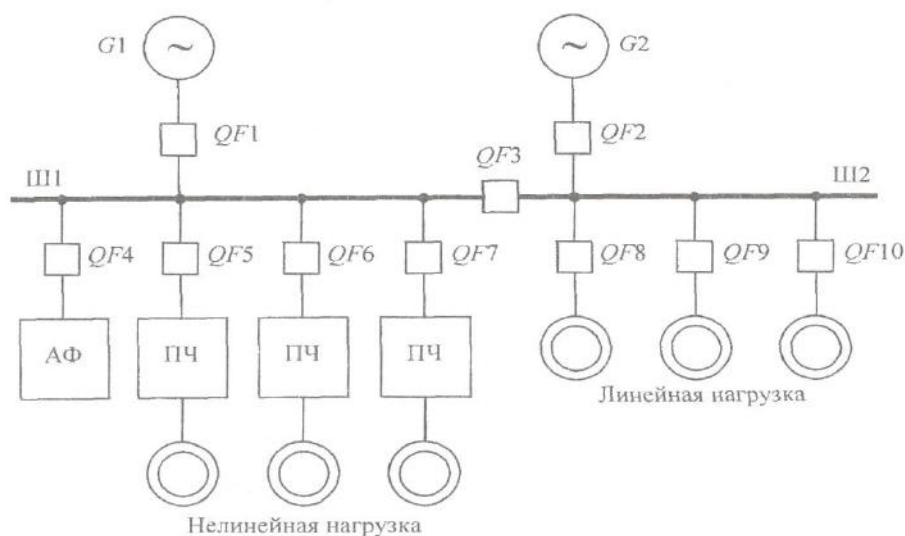 G1
G2
QF1
QF2
QF3
Ш1
Ш2
QF4
QF5
QF6
QF7
QF8
QF9
QF10
АФ
ПЧ
ПЧ
ПЧ
Линейная нагрузка
Нелинейная нагрузка